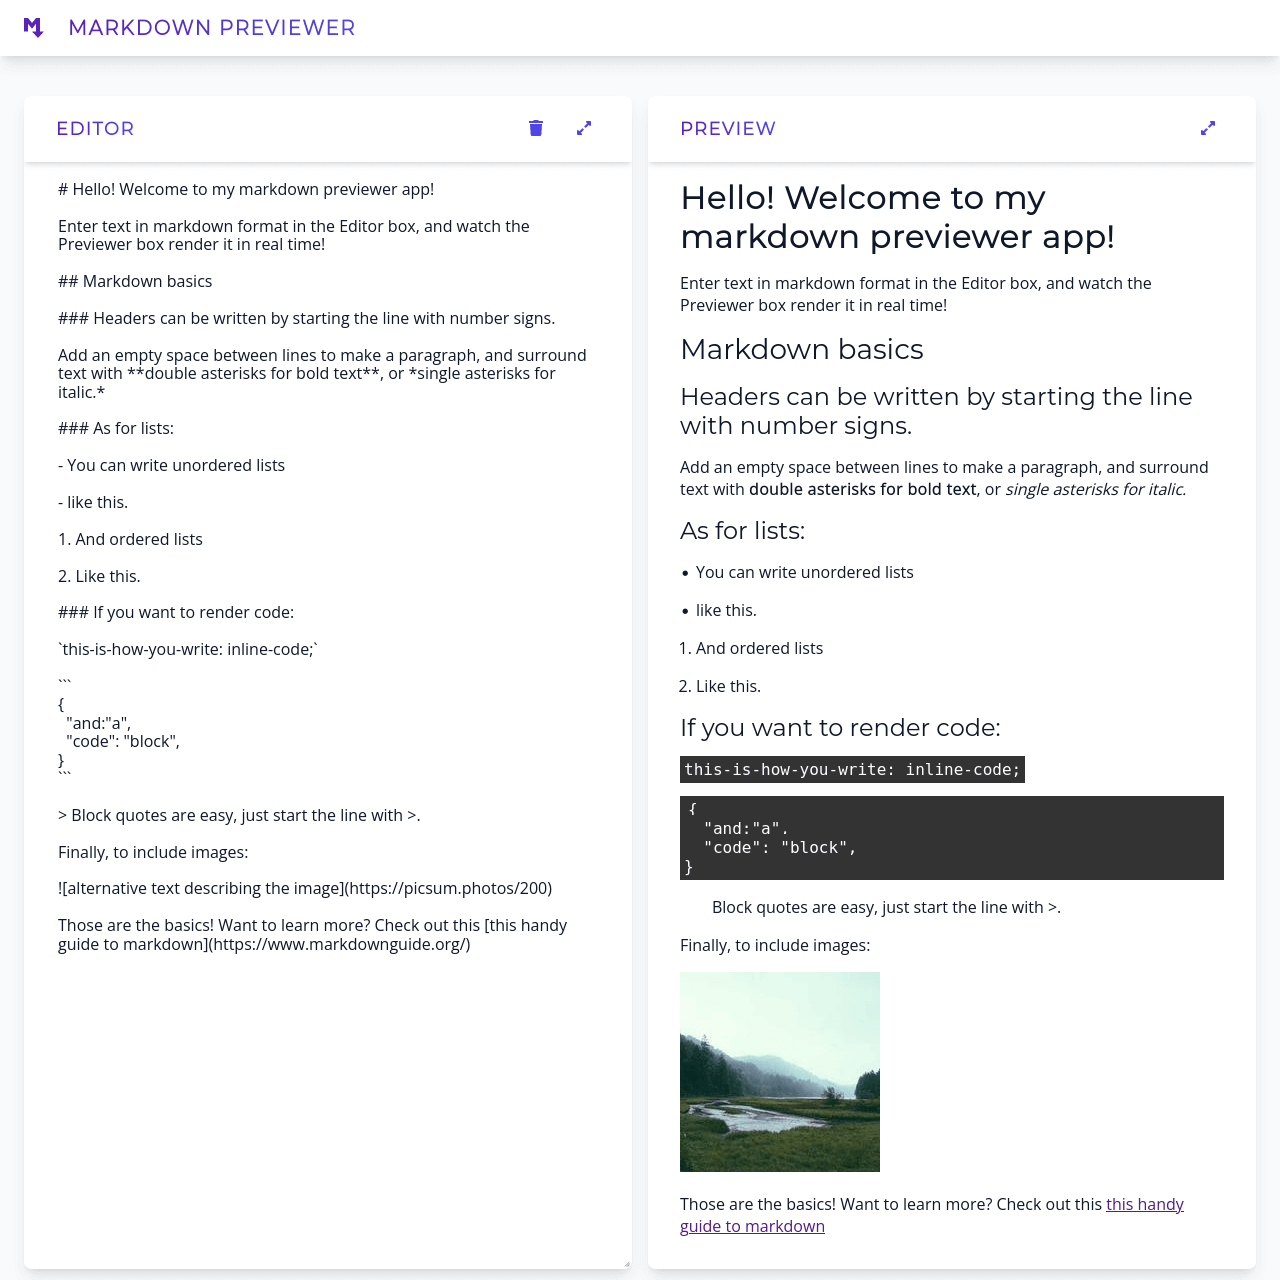 MARKDOWN PREVIEWER
EDITOR
# Hello! Welcome to my markdown previewer app!
Enter text in markdown format in the Editor box, and watch the
Previewer box render it in real time!
## Markdown basics
### Headers can be written by starting the line with number signs.
Add an empty space between lines to make a paragraph, and surround
text with **double asterisks for bold text**, or *single asterisks for
italic.*
### As for lists:
- You can write unordered lists
- like this.
1. And ordered lists
2. Like this.
### If you want to render code:
`this-is-how-you-write: inline-code;`
```
{
  "and:"a",
  "code": "block",
}
```
> Block quotes are easy, just start the line with >.
Finally, to include images:
![alternative text describing the image](https://picsum.photos/200)
Those are the basics! Want to learn more? Check out this [this handy
guide to markdown](https://www.markdownguide.org/)
PREVIEW
Hello! Welcome to my
markdown previewer app!
Enter text in markdown format in the Editor box, and watch the
Previewer box render it in real time!
Markdown basics
Headers can be written by starting the line
with number signs.
Add an empty space between lines to make a paragraph, and surround
text with double asterisks for bold text, or single asterisks for italic.
As for lists:
• You can write unordered lists
• like this.
1. And ordered lists
2. Like this.
If you want to render code:
this-is-how-you-write: inline-code;
{
  "and:"a".
  "code": "block",
}
Block quotes are easy, just start the line with >.
Finally, to include images:
Those are the basics! Want to learn more? Check out this this handy
guide to markdown